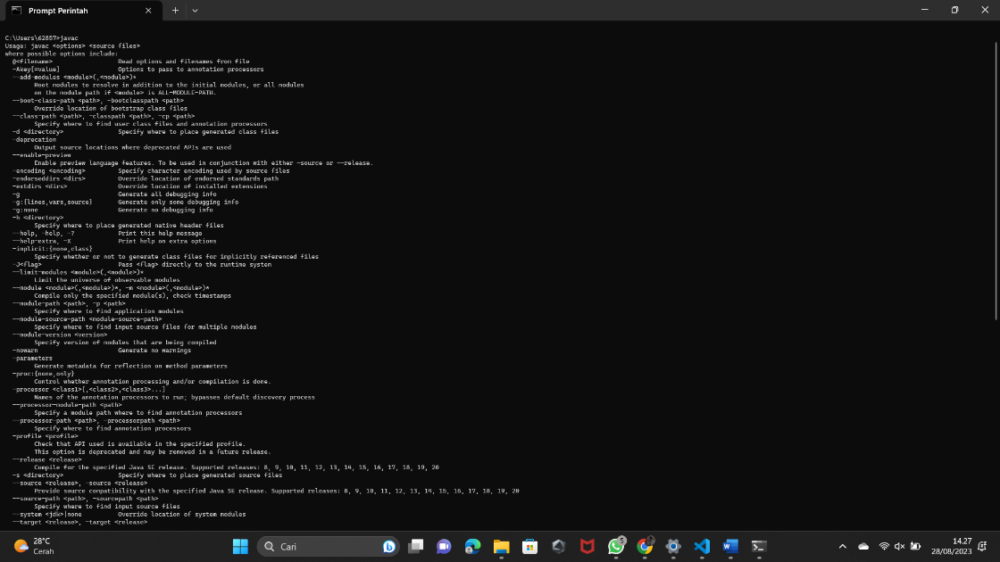 Prompt Perintah
C:\Users\62857>javac
Usage: javac <options> <source files>
where possible options include:
@<filename> Read options and filenames from file
-Akey[=value] Options to pass to annotation processors
--add-modules <module>(,<module>)*
Root modules to resolve in addition to the initial modules, or all modules
on the module path if <module> is ALL-MODULE-PATH.
--boot-class-path <path>, -bootclasspath <path>
Override location of bootstrap class files
--class-path <path>, -classpath <path>, -cp <path>
Specify where to find user class files and annotation processors
-d <directory> Specify where to place generated class files
-deprecation
Output source locations where deprecated APIs are used
--enable-preview
Enable preview language features. To be used in conjunction with either -source or --release.
-encoding <encoding> Specify character encoding used by source files
-endorseddirs <dirs> Override location of endorsed standards path
-extdirs <dirs> Override location of installed extensions
-g Generate all debugging info
-g:{lines,vars,source} Generate only some debugging info
-g:none Generate no debugging info
-h <directory>
Specify where to place generated native header files
--help, -help, -? Print this help message
--help-extra, -X Print help on extra options
-implicit:{none,class}
Specify whether or not to generate class files for implicitly referenced files
-J<flag> Pass <flag> directly to the runtime system
--limit-modules <module>(,<module>)*
Limit the universe of observable modules
--module <module>(,<module>)*, -m <module>(,<module>)*
Compile only the specified module(s), check timestamps
--module-path <path>, -p <path>
Specify where to find application modules
--module-source-path <module-source-path>
Specify where to find input source files for multiple modules
--module-version <version>
Specify version of modules that are being compiled
-nowarn Generate no warnings
-parameters
Generate metadata for reflection on method parameters
-proc:{none,only}
Control whether annotation processing and/or compilation is done.
-processor <class1>[,<class2>,<class3>...]
Names of the annotation processors to run; bypasses default discovery process
--processor-module-path <path>
Specify a module path where to find annotation processors
--processor-path <path>, -processorpath <path>
Specify where to find annotation processors
-profile <profile>
Check that API used is available in the specified profile.
This option is deprecated and may be removed in a future release.
--release <release>
Compile for the specified Java SE release. Supported releases: 8, 9, 10, 11, 12, 13, 14, 15, 16, 17, 18, 19, 20
-s <directory> Specify where to place generated source files
--source <release>, -source <release>
Provide source compatibility with the specified Java SE release. Supported releases: 8, 9, 10, 11, 12, 13, 14, 15, 16, 17, 18, 19, 20
--source-path <path>, -sourcepath <path>
Specify where to find input source files
--system <jdk>|none Override location of system modules
--target <release>, -target <release>
28°C
Cerah
Cari
5
14.27
28/08/2023